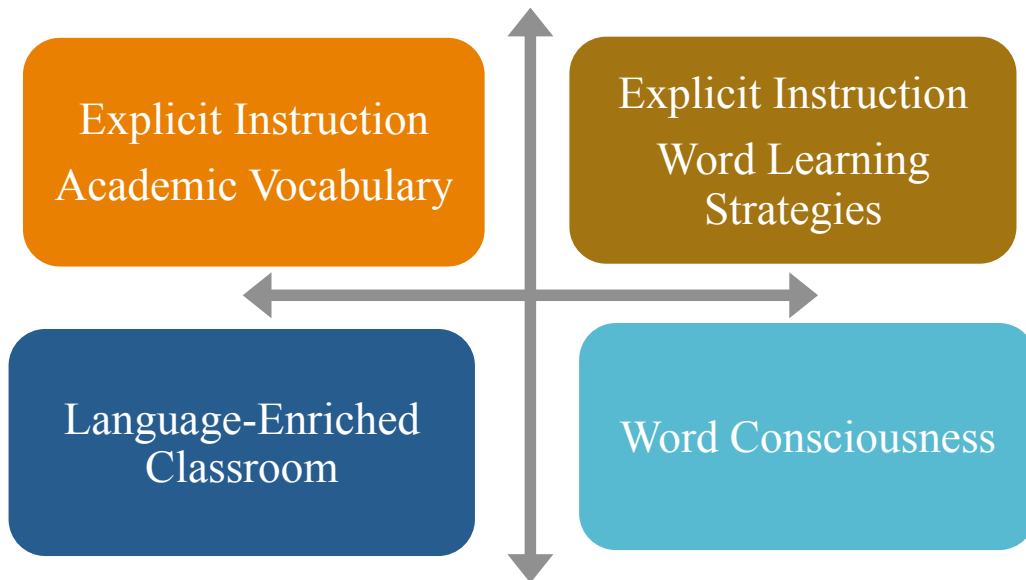 Explicit Instruction
Academic Vocabulary
Explicit Instruction
Word Learning
Strategies
Language-Enriched
Classroom
Word Consciousness